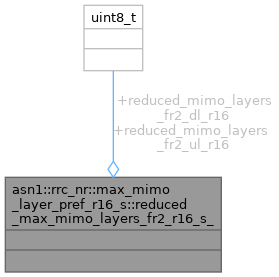 uint8_t
+reduced_mimo_layers
_fr2_dl_r16
+reduced_mimo_layers
_fr2_ul_r16
asn1::rrc_nr::max_mimo
_layer_pref_r16_s::reduced
_max_mimo_layers_fr2_r16_s_